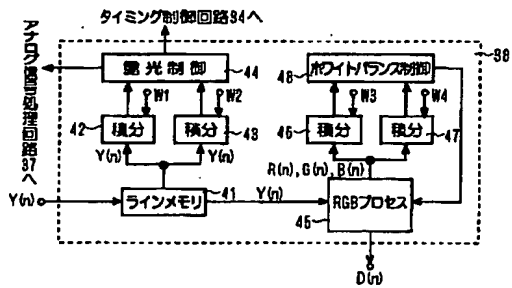 タイミング制御回路34へ
アナログ信号処理回路37へ
38
露光制御
44
48
ホワイトバランス制御
W1
W2
W3
W4
42
積分
積分
43
46
積分
積分
47
Y(n)
Y(n)
R(n),G(n),B(n)
Y(n)
ラインメモリ
41
Y(n)
RGBプロセス
45
D(n)